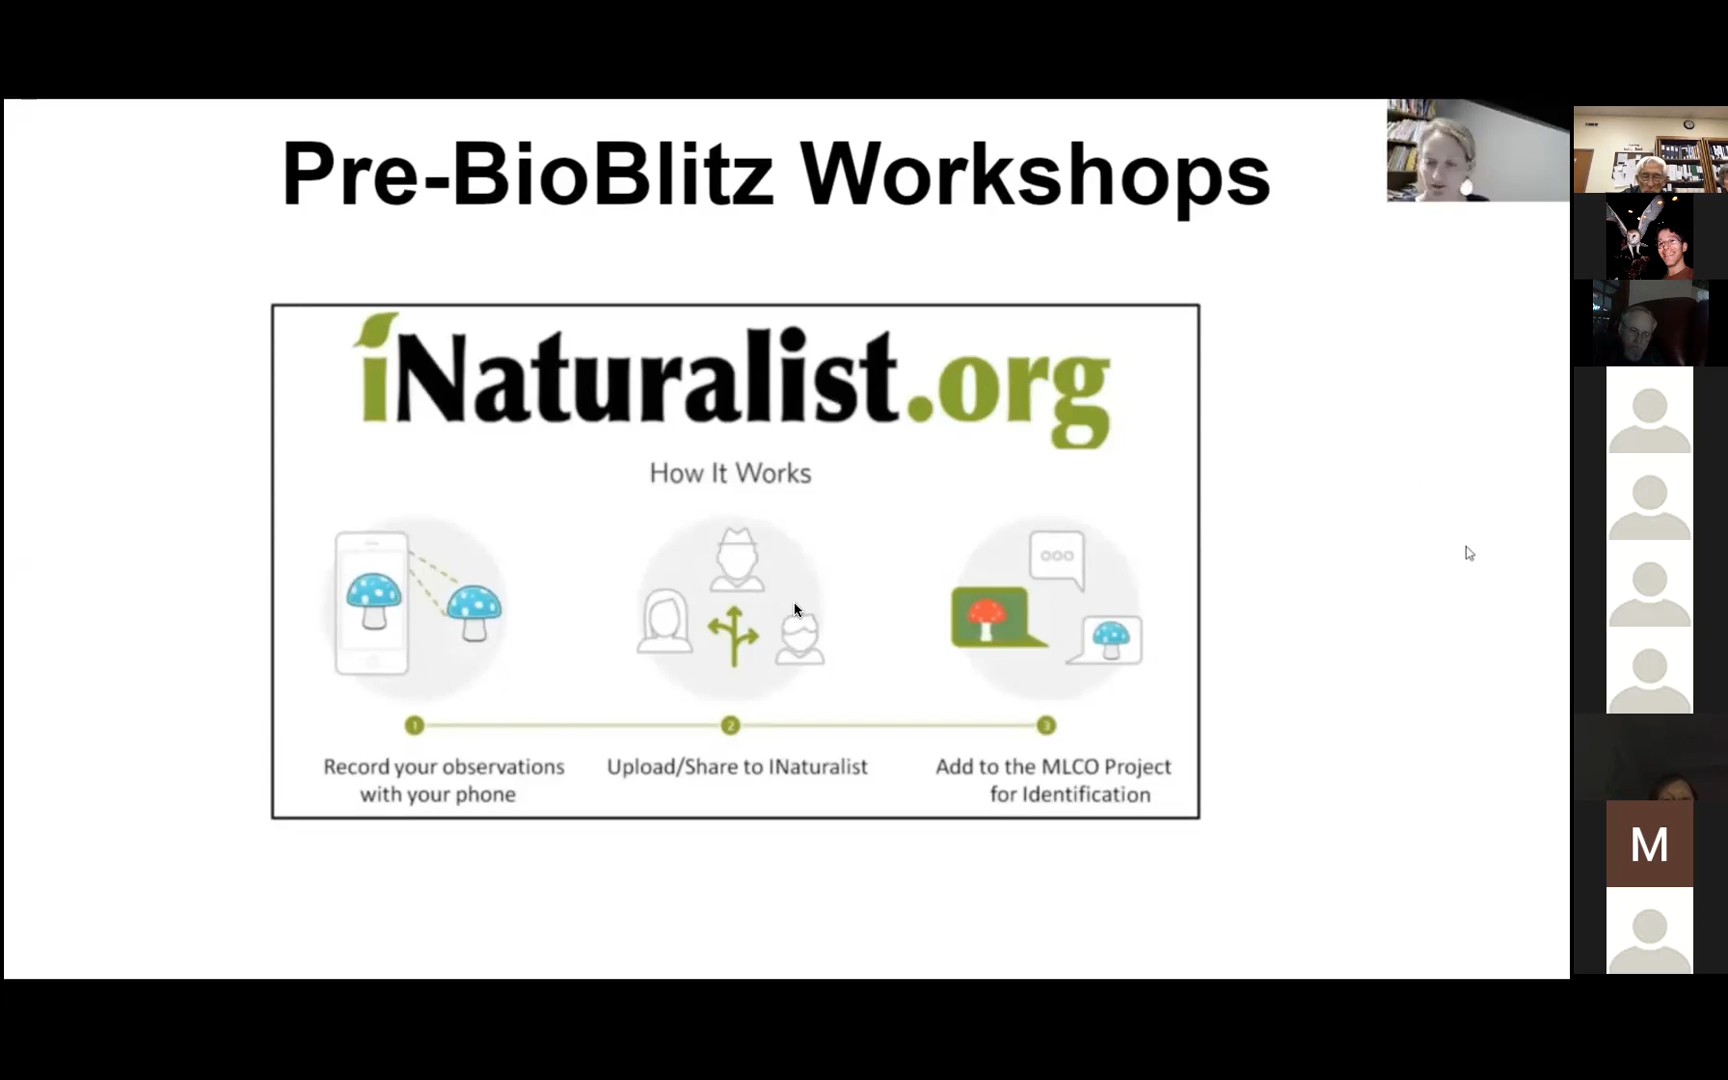 Pre-BioBlitz Workshops
iNaturalist.org
How It Works
1 2 3
Record your observations
with your phone
Upload/Share to INaturalist
Add to the MLCO Project
for Identification
M